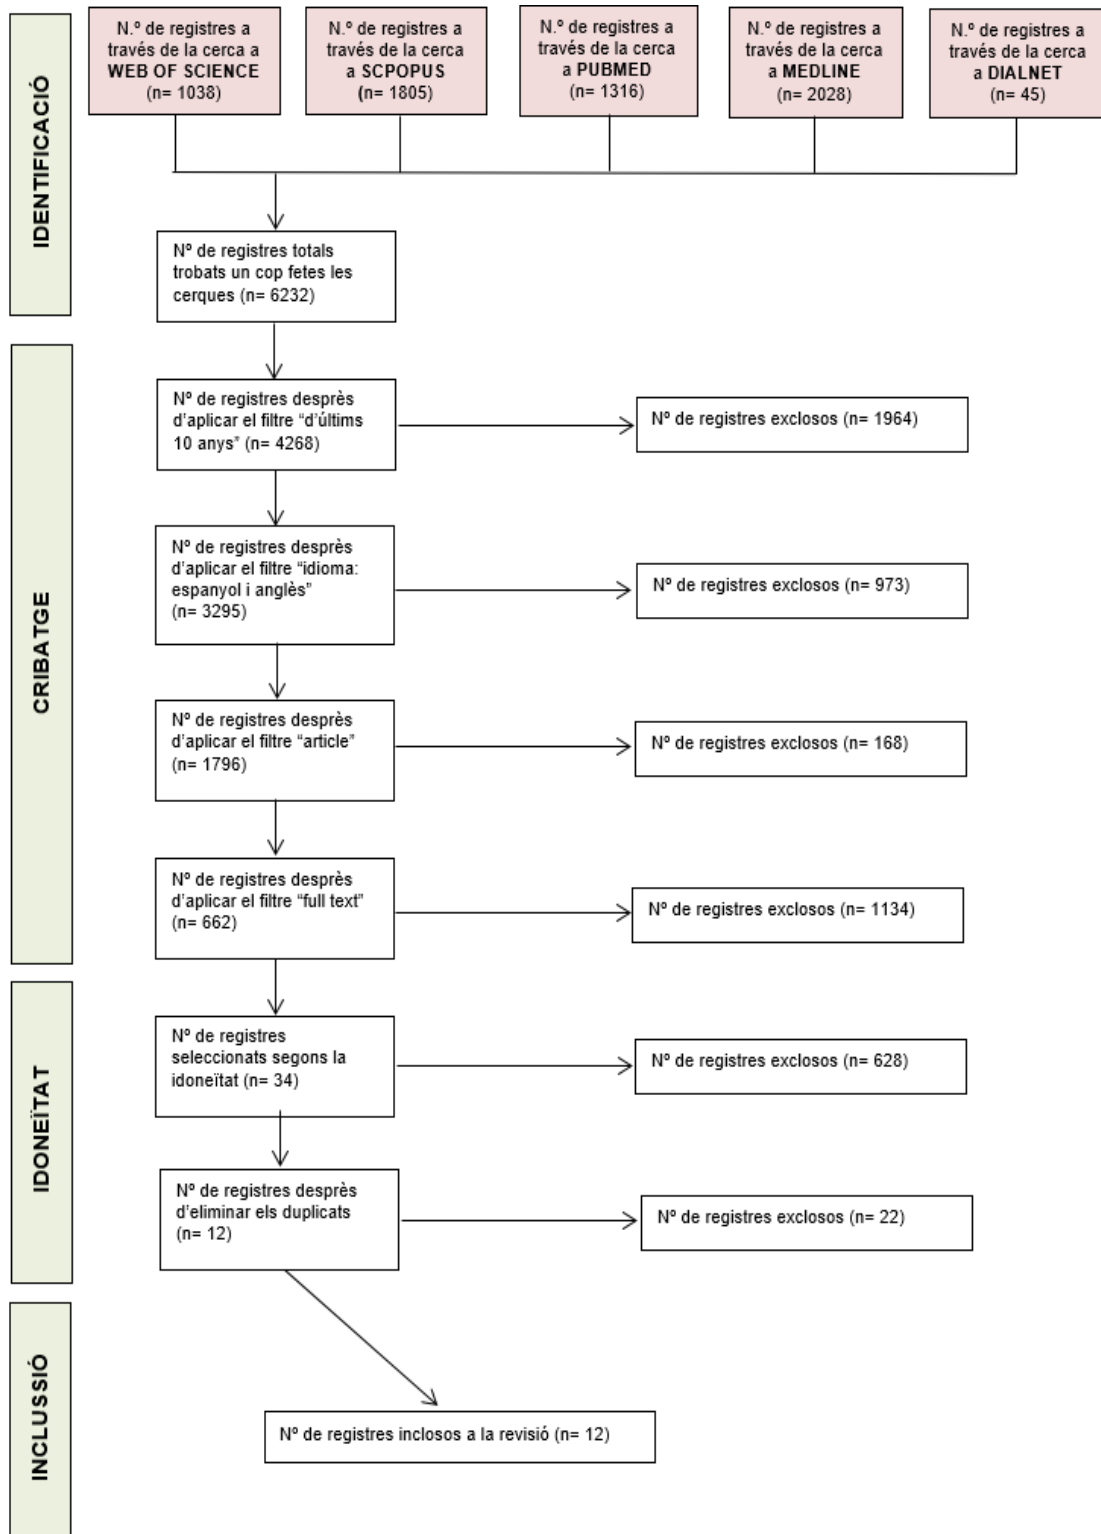 IDENTIFICACIÓ
N.º de registres a
través de la cerca a
WEB OF SCIENCE
(n= 1038)
N.º de registres a
través de la cerca
a SCPOPUS
(n= 1805)
N.º de registres a
través de la cerca
a PUBMED
(n= 1316)
N.º de registres a
través de la cerca
a MEDLINE
(n= 2028)
N.º de registres a
través de la cerca
a DIALNET
(n= 45)
Nº de registres totals
trobats un cop fetes les
cerques (n= 6232)
CRIBATGE
Nº de registres desprès
d'aplicar el filtre “d'últims
10 anys” (n= 4268)
Nº de registres exclosos (n= 1964)
Nº de registres desprès
d'aplicar el filtre “idioma:
espanyol i anglès”
(n= 3295)
Nº de registres exclosos (n= 973)
Nº de registres desprès
d'aplicar el filtre “article”
(n= 1796)
Nº de registres exclosos (n= 168)
Nº de registres desprès
d'aplicar el filtre “full text”
(n= 662)
Nº de registres exclosos (n= 1134)
IDONEÏTAT
Nº de registres
seleccionats segons la
idoneïtat (n= 34)
Nº de registres exclosos (n= 628)
Nº de registres desprès
d'eliminar els duplicats
(n= 12)
Nº de registres exclosos (n= 22)
INCLUSSIÓ
Nº de registres inclosos a la revisió (n= 12)